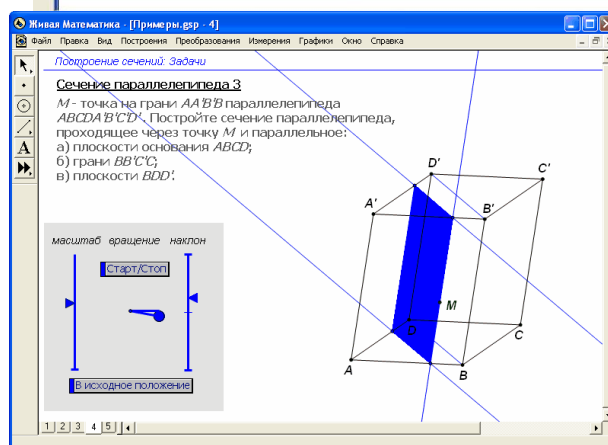 Живая Математика - [Примеры.gsp - 4]
Файл Правка Вид Построения Преобразования Измерения Графики Окно Справка
Построение сечений: Задачи
Сечение параллелепипеда 3
M - точка на грани AA'B'B параллелепипеда
ABCDA'B'C'D'. Постройте сечение параллелепипеда,
проходящее через точку M и параллельное:
а) плоскости основания ABCD;
б) грани BB'C'C;
в) плоскости BDD'.
масштаб вращение наклон
Старт/Стоп
В исходное положение
D'
C'
A'
B'
M
D
C
A
B
1 2 3 4 5